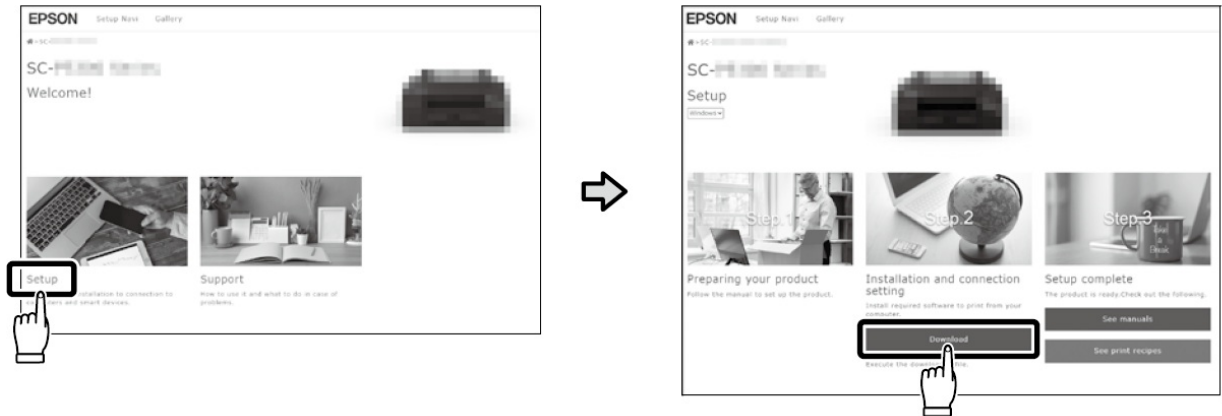 EPSON Setup Navi Gallery
SC-
SC-
Welcome!
Setup
installation to connection to
and smart devices.
Support
How to use it and what to do in case of
problems.
EPSON Setup Navi Gallery
SC-
SC-
Setup
Windows
Step.1
Preparing your product
Follow the manual to set up the product.
Step.2
Installation and connection
setting
Install required software to print from your
computer.
Download
Execute the file.
Step.3
Setup complete
The product is ready.Check out the following.
See manuals
See print recipes